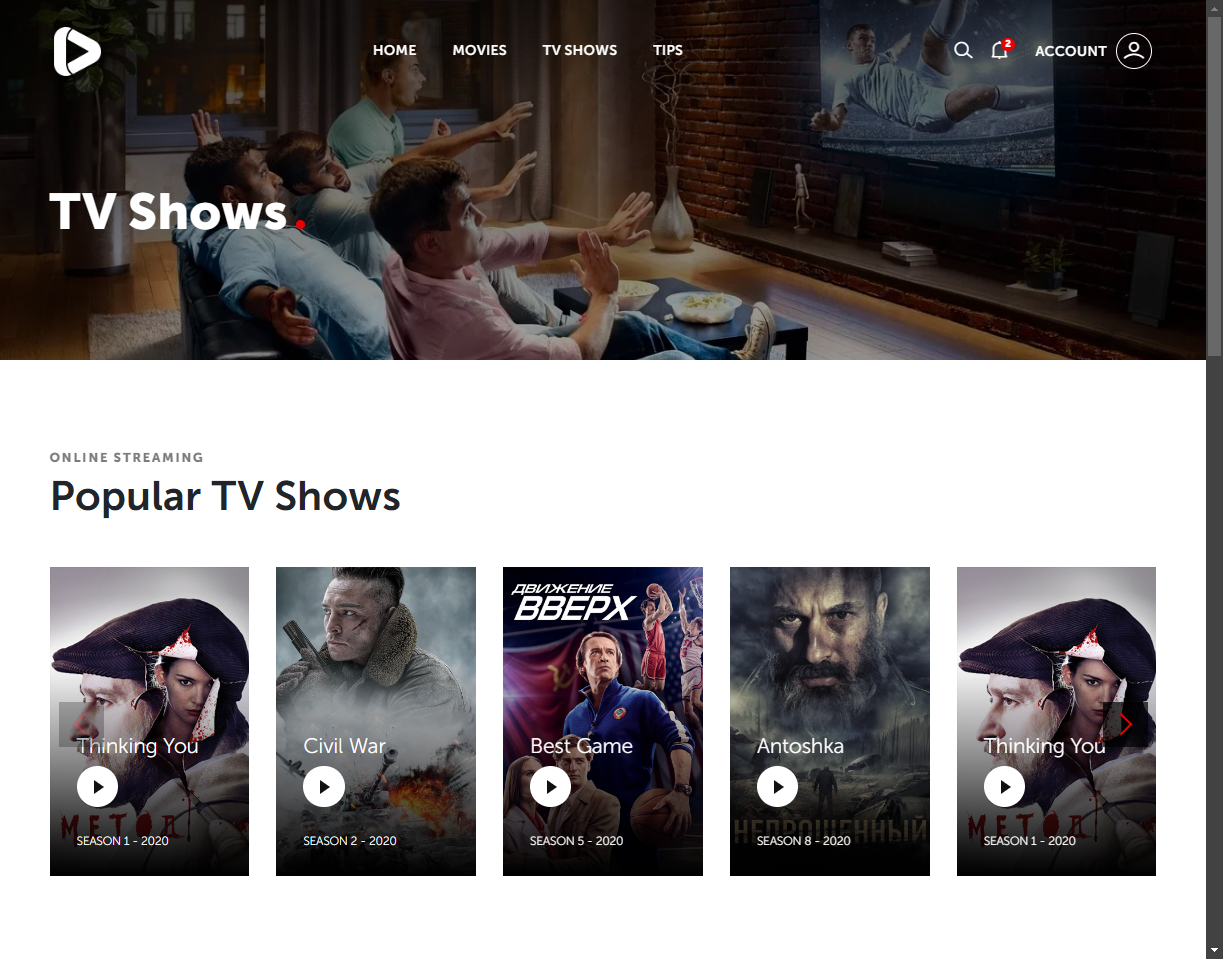 HOME MOVIES TV SHOWS TIPS 2 ACCOUNT
TV Shows.
ONLINE STREAMING
Popular TV Shows
ДВИЖЕНИЕ
ВВЕРХ
Thinking You
Civil War
Best Game
Antoshka
Thinking You
МЕТОД
НЕПРОЩЕННЫЙ
МЕТОД
SEASON 1 - 2020
SEASON 2 - 2020
SEASON 5 - 2020
SEASON 8 - 2020
SEASON 1 - 2020